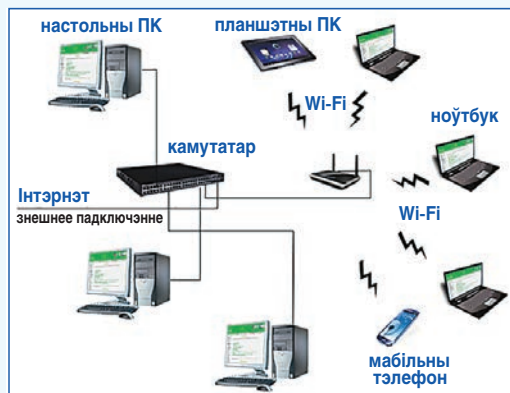 настольны ПК
планшэтны ПК
Wi-Fi
ноўтбук
камутатар
Інтэрнэт
знешнее падключэнне
Wi-Fi
мабільны
тэлефон